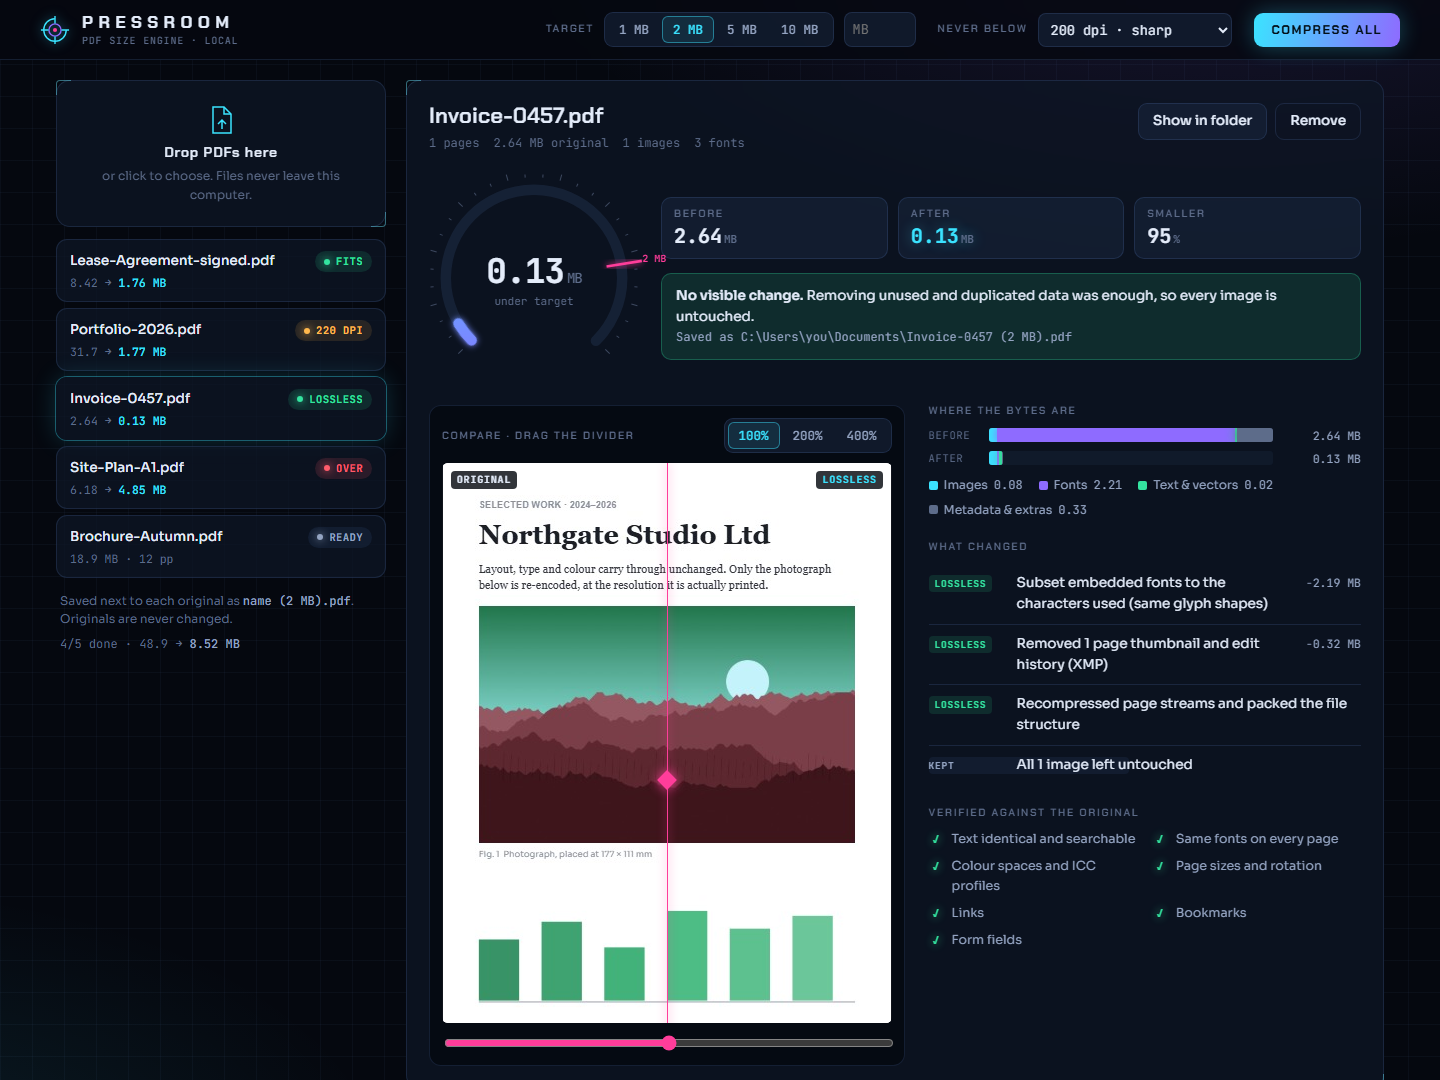 PRESSROOM
PDF SIZE ENGINE · LOCAL
TARGET
1 MB
2 MB
5 MB
10 MB
MB
NEVER BELOW
200 dpi · sharp
COMPRESS ALL
Drop PDFs here
or click to choose. Files never leave this
computer.
Lease-Agreement-signed.pdf
FITS
8.42 → 1.76 MB
Portfolio-2026.pdf
220 DPI
31.7 → 1.77 MB
Invoice-0457.pdf
LOSSLESS
2.64 → 0.13 MB
Site-Plan-A1.pdf
OVER
6.18 → 4.85 MB
Brochure-Autumn.pdf
READY
18.9 MB · 12 pp
Saved next to each original as name (2 MB).pdf.
Originals are never changed.
4/5 done · 48.9 → 8.52 MB
Invoice-0457.pdf
1 pages 2.64 MB original 1 images 3 fonts
Show in folder
Remove
0.13 MB
under target
2 MB
BEFORE
2.64 MB
AFTER
0.13 MB
SMALLER
95 %
No visible change. Removing unused and duplicated data was enough, so every image is
untouched.
Saved as C:\Users\you\Documents\Invoice-0457 (2 MB).pdf
COMPARE · DRAG THE DIVIDER
100%
200%
400%
ORIGINAL
LOSSLESS
SELECTED WORK · 2024–2026
Northgate Studio Ltd
Layout, type and colour carry through unchanged. Only the photograph
below is re-encoded, at the resolution it is actually printed.
Fig. 1 Photograph, placed at 177 × 111 mm
WHERE THE BYTES ARE
BEFORE
2.64 MB
AFTER
0.13 MB
Images 0.08
Fonts 2.21
Text & vectors 0.02
Metadata & extras 0.33
WHAT CHANGED
LOSSLESS
Subset embedded fonts to the
characters used (same glyph shapes)
-2.19 MB
LOSSLESS
Removed 1 page thumbnail and edit
history (XMP)
-0.32 MB
LOSSLESS
Recompressed page streams and packed the file
structure
KEPT
All 1 image left untouched
VERIFIED AGAINST THE ORIGINAL
✓ Text identical and searchable
✓ Same fonts on every page
✓ Colour spaces and ICC
profiles
✓ Page sizes and rotation
✓ Links
✓ Bookmarks
✓ Form fields